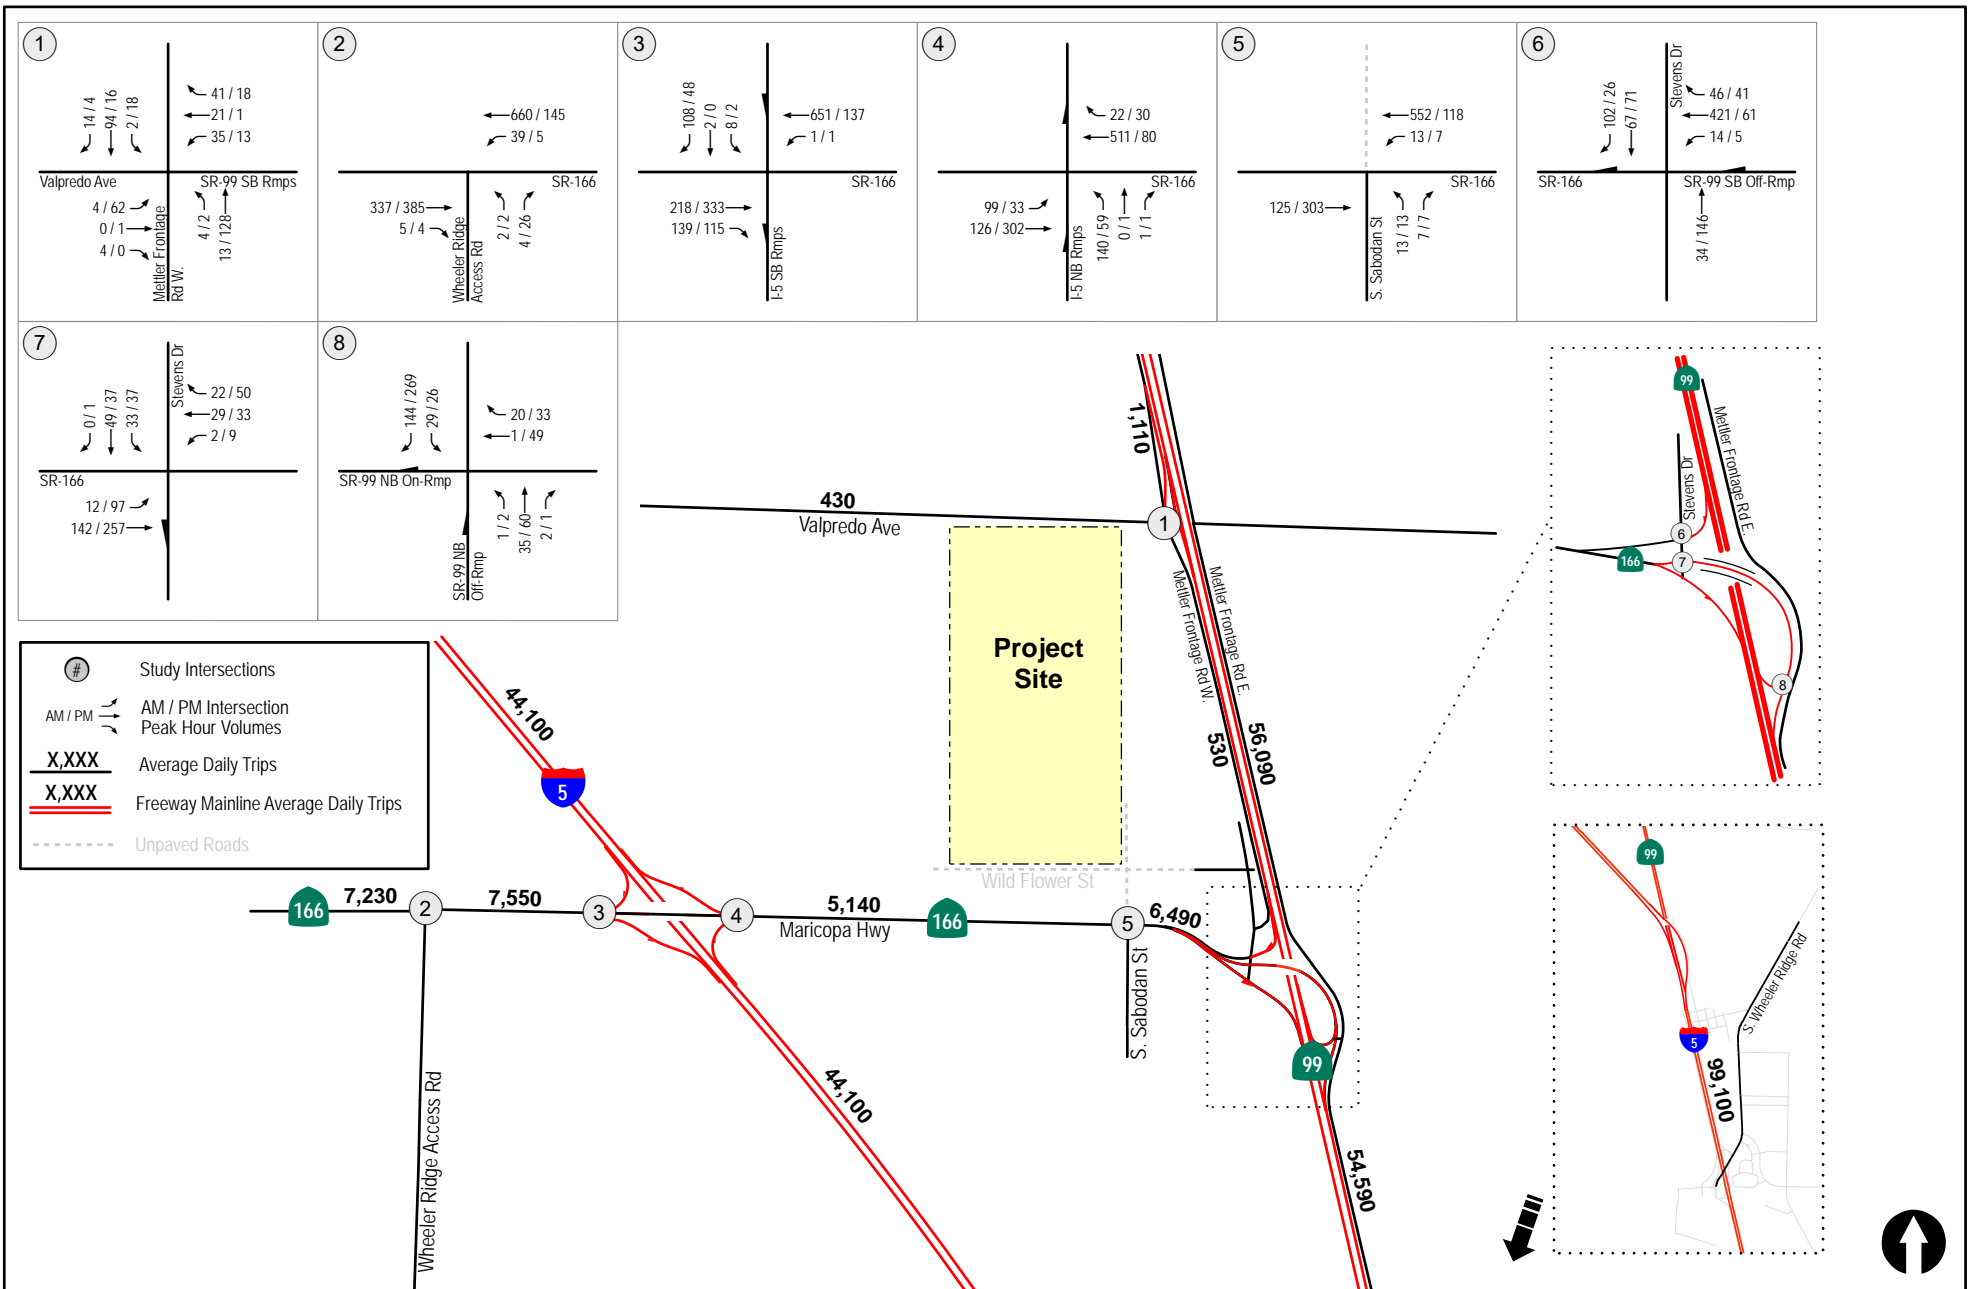 1
14 / 4
94 / 16
2 / 18
41 / 18
21 / 1
35 / 13
Valpredo Ave
SR-99 SB Rmps
4 / 62
0 / 1
4 / 0
Mettler Frontage
Rd W.
4 / 2
13 / 128
2
660 / 145
39 / 5
SR-166
337 / 385
5 / 4
Wheeler Ridge
Access Rd
2 / 2
4 / 26
3
108 / 48
2 / 0
8 / 2
651 / 137
1 / 1
SR-166
218 / 333
139 / 115
I-5 SB Rmps
4
22 / 30
511 / 80
SR-166
99 / 33
126 / 302
I-5 NB Rmps
140 / 59
0 / 1
1 / 1
5
552 / 118
13 / 7
SR-166
125 / 303
S. Sabodan St
13 / 13
7 / 7
6
102 / 26
67 / 71
Stevens Dr
46 / 41
421 / 61
14 / 5
SR-166
SR-99 SB Off-Rmp
34 / 146
7
0 / 1
49 / 37
33 / 37
Stevens Dr
22 / 50
29 / 33
2 / 9
SR-166
12 / 97
142 / 257
8
144 / 269
29 / 26
20 / 33
1 / 49
SR-99 NB On-Rmp
SR-99 NB
Off-Rmp
1 / 2
35 / 60
2 / 1
#
Study Intersections
AM / PM
AM / PM Intersection
Peak Hour Volumes
X,XXX
Average Daily Trips
X,XXX
Freeway Mainline Average Daily Trips
Unpaved Roads
1,110
430
Valpredo Ave
1
Project
Site
Mettler Frontage Rd W.
Mettler Frontage Rd E.
530
56,090
44,100
5
Wild Flower St
166
7,230
2
7,550
3
4
5,140
Maricopa Hwy
166
5
6,490
S. Sabodan St
99
Wheeler Ridge Access Rd
44,100
54,590
99
Mettler Frontage Rd E.
Stevens Dr
6
166
7
8
99
S. Wheeler Ridge Rd
5
99,100